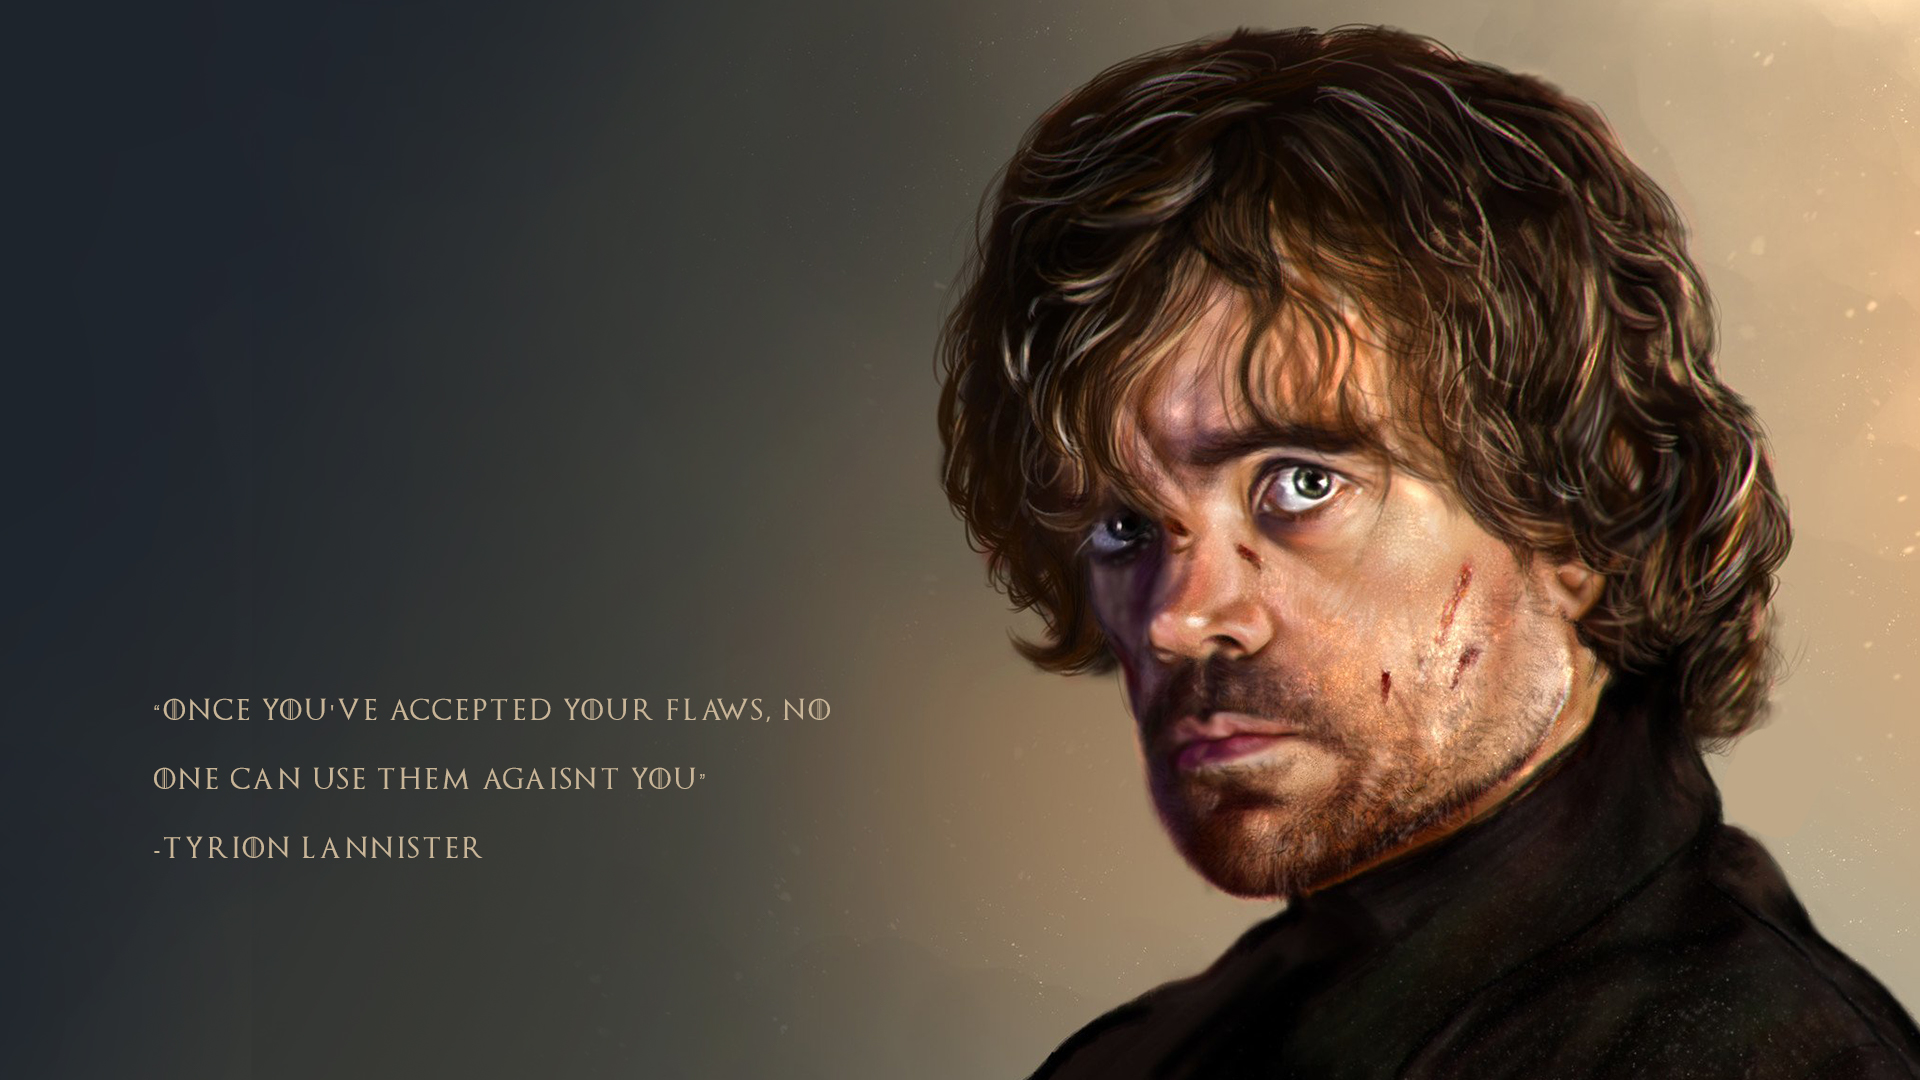 “ONCE YOU'VE ACCEPTED YOUR FLAWS, NO
ONE CAN USE THEM AGAISNT YOU”
-TYRION LANNISTER